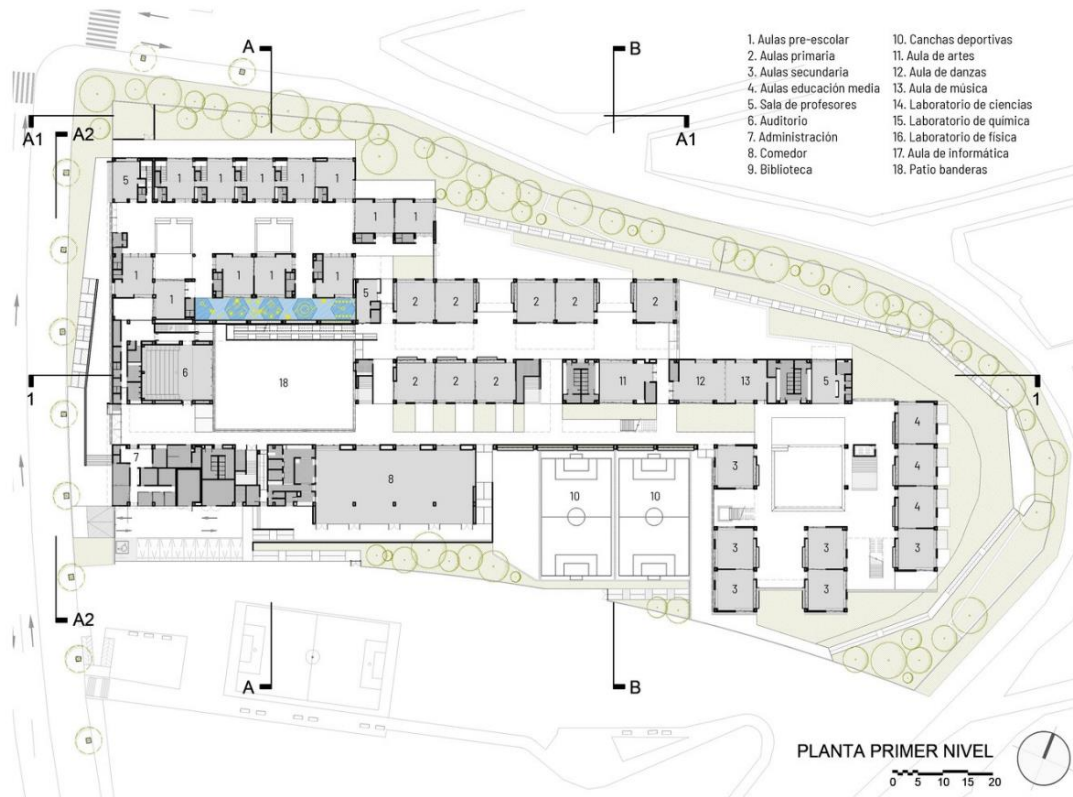 A
B
1. Aulas pre-escolar
2. Aulas primaria
3. Aulas secundaria
4. Aulas educación media
5. Sala de profesores
6. Auditorio
7. Administración
8. Comedor
9. Biblioteca
10. Canchas deportivas
11. Aula de artes
12. Aula de danzas
13. Aula de música
14. Laboratorio de ciencias
15. Laboratorio de química
16. Laboratorio de física
17. Aula de informática
18. Patio banderas
A1
A2
A1
5 1 1 1 1 1
1 1
1 1 1 1
1 5
2 2 2 2 2
6 18 2 2 2 11 12 13 5
1 1
4
7 3 4
8 10 10 4
3 3 3
3 3
A2
A B
PLANTA PRIMER NIVEL
0 5 10 15 20